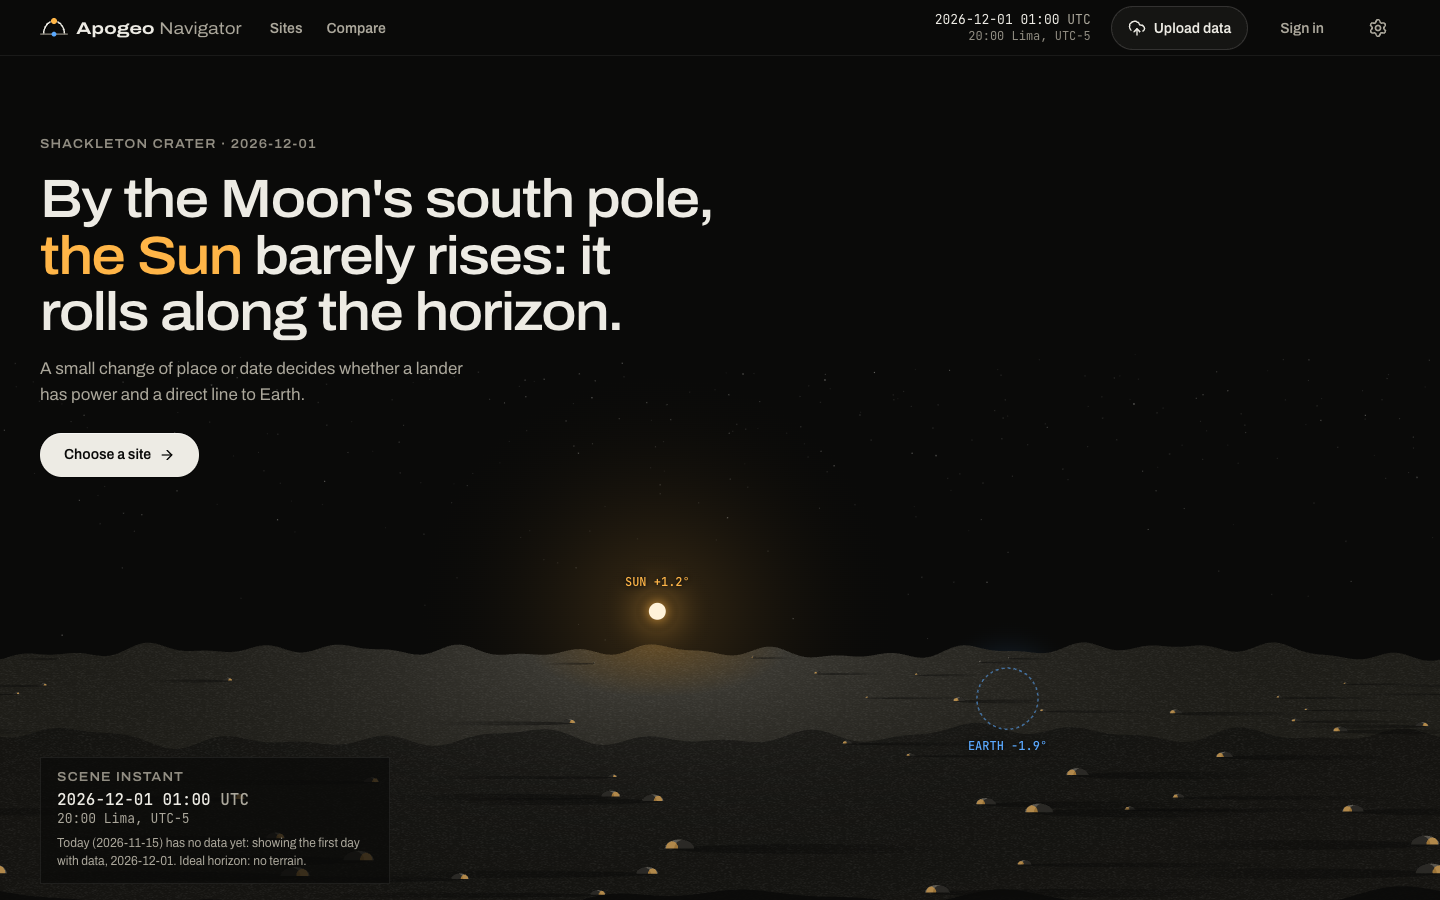 Apogeo Navigator
Sites
Compare
2026-12-01 01:00 UTC
20:00 Lima, UTC-5
Upload data
Sign in
SHACKLETON CRATER · 2026-12-01
By the Moon's south pole,
the Sun barely rises: it
rolls along the horizon.
A small change of place or date decides whether a lander
has power and a direct line to Earth.
Choose a site
SUN +1.2°
EARTH -1.9°
SCENE INSTANT
2026-12-01 01:00 UTC
20:00 Lima, UTC-5
Today (2026-11-15) has no data yet: showing the first day
with data, 2026-12-01. Ideal horizon: no terrain.